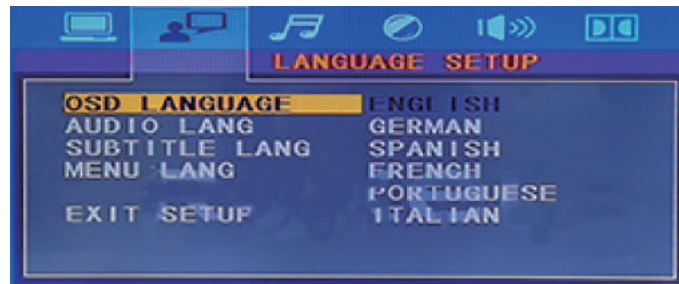 LANGUAGE SETUP
OSD LANGUAGE ENGLISH
AUDIO LANG GERMAN
SUBTITLE LANG SPANISH
MENU LANG FRENCH
PORTUGUESE
EXIT SETUP ITALIAN